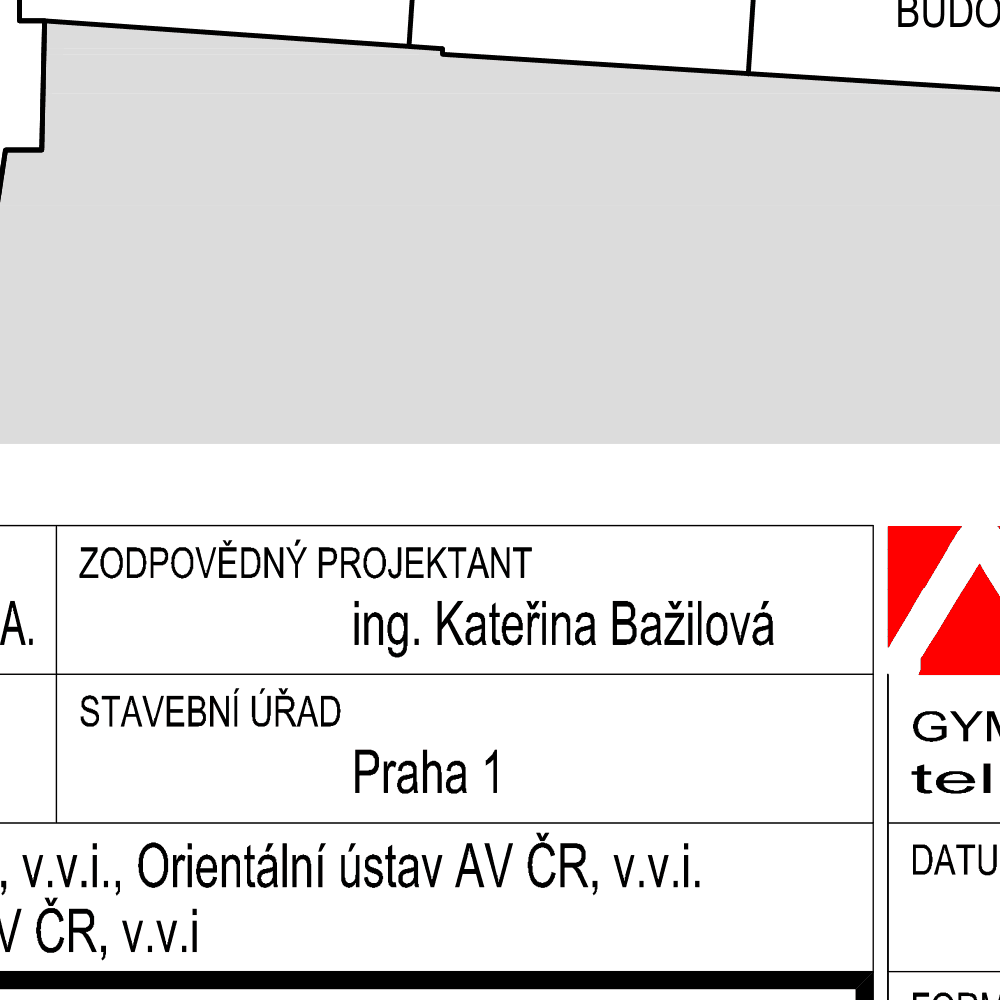 BUDO
ZODPOVĚDNÝ PROJEKTANT
A.
ing. Kateřina Bažilová
STAVEBNÍ ÚŘAD
Praha 1
GYM
tel
, v.v.i., Orientální ústav AV ČR, v.v.i.
V ČR, v.v.i
DATU
FORM